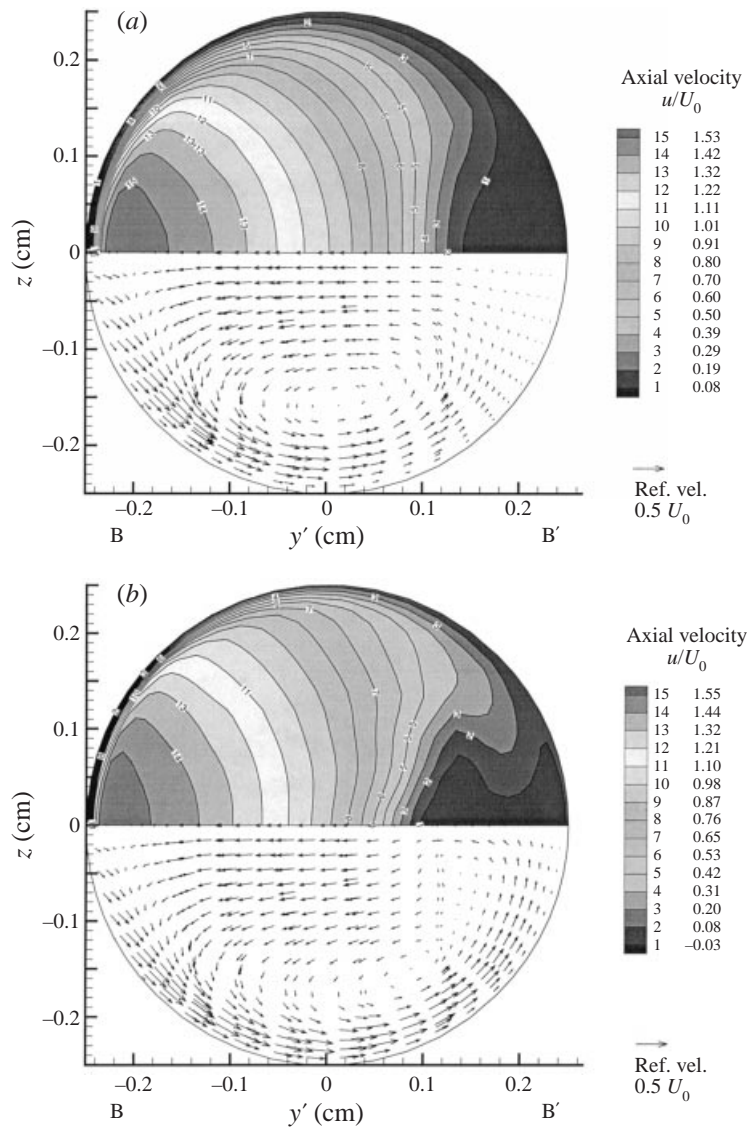 (a)
0.2
0.1
0
–0.1
–0.2
z (cm)
–0.2 –0.1 0 0.1 0.2
B y′ (cm) B′
Axial velocity
u/U0
15 1.53
14 1.42
13 1.32
12 1.22
11 1.11
10 1.01
9 0.91
8 0.80
7 0.70
6 0.60
5 0.50
4 0.39
3 0.29
2 0.19
1 0.08
Ref. vel.
0.5 U0
(b)
0.2
0.1
0
–0.1
–0.2
z (cm)
–0.2 –0.1 0 0.1 0.2
B y′ (cm) B′
Axial velocity
u/U0
15 1.55
14 1.44
13 1.32
12 1.21
11 1.10
10 0.98
9 0.87
8 0.76
7 0.65
6 0.53
5 0.42
4 0.31
3 0.20
2 0.08
1 –0.03
Ref. vel.
0.5 U0